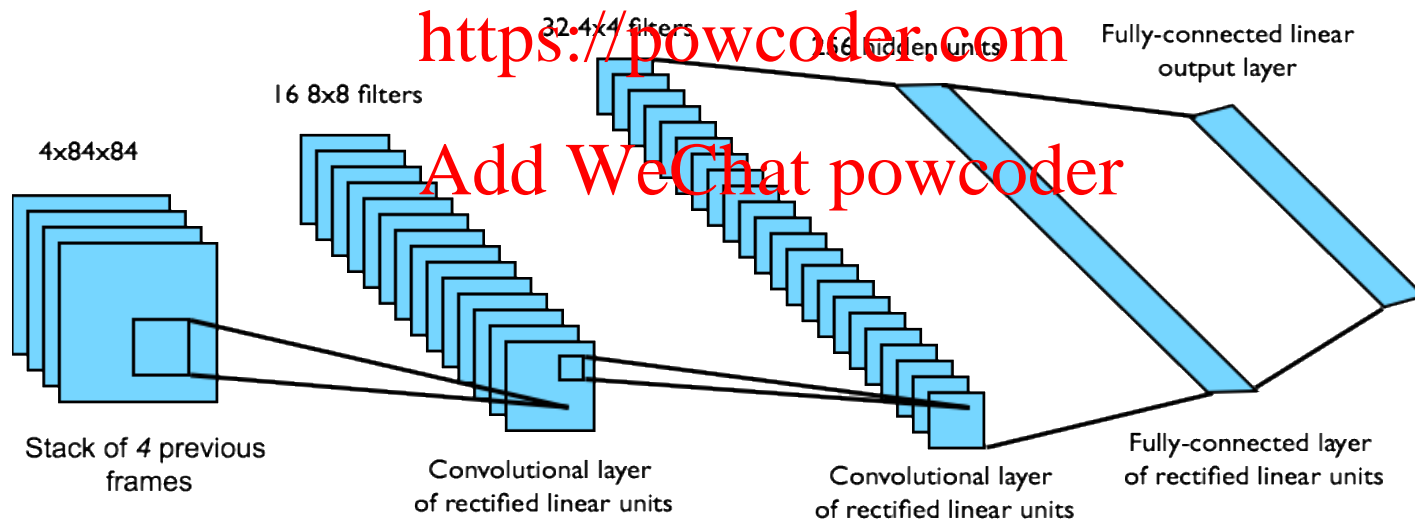 https://powcoder.com
32 4x4 filters
256 hidden units
Fully-connected linear
output layer
16 8x8 filters
4x84x84
Add WeChat powcoder
Stack of 4 previous
frames
Convolutional layer
of rectified linear units
Convolutional layer
of rectified linear units
Fully-connected layer
of rectified linear units